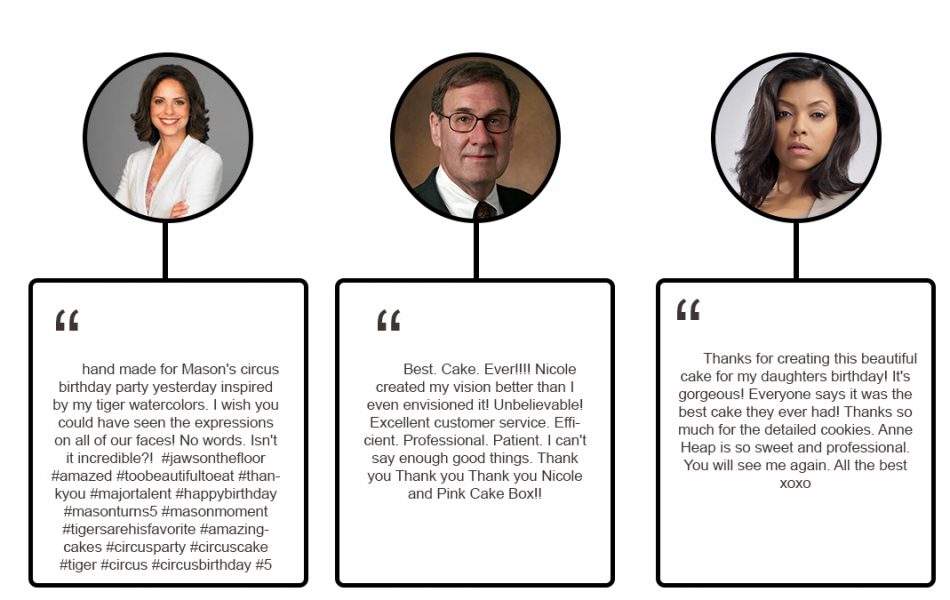 “
hand made for Mason's circus
birthday party yesterday inspired
by my tiger watercolors. I wish you
could have seen the expressions
on all of our faces! No words. Isn't
it incredible?!  #jawsonthefloor
#amazed #toobeautifultoeat #than-
kyou #majortalent #happybirthday
#masonturns5 #masonmoment
#tigersarehisfavorite #amazing-
cakes #circusparty #circuscake
#tiger #circus #circusbirthday #5
“
Best. Cake. Ever!!!! Nicole
created my vision better than I
even envisioned it! Unbelievable!
Excellent customer service. Effi-
cient. Professional. Patient. I can't
say enough good things. Thank
you Thank you Thank you Nicole
and Pink Cake Box!!
“
Thanks for creating this beautiful
cake for my daughters birthday! It's
gorgeous! Everyone says it was the
best cake they ever had! Thanks so
much for the detailed cookies. Anne
Heap is so sweet and professional.
You will see me again. All the best
xoxo